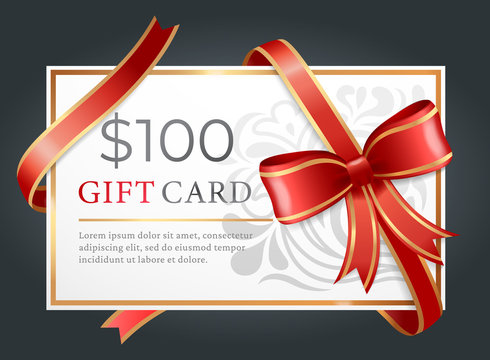 $100
GIFT CARD
Lorem ipsum dolor sit amet, consectetur
adipiscing elit, sed do eiusmod tempor
incididunt ut labore et dolore.